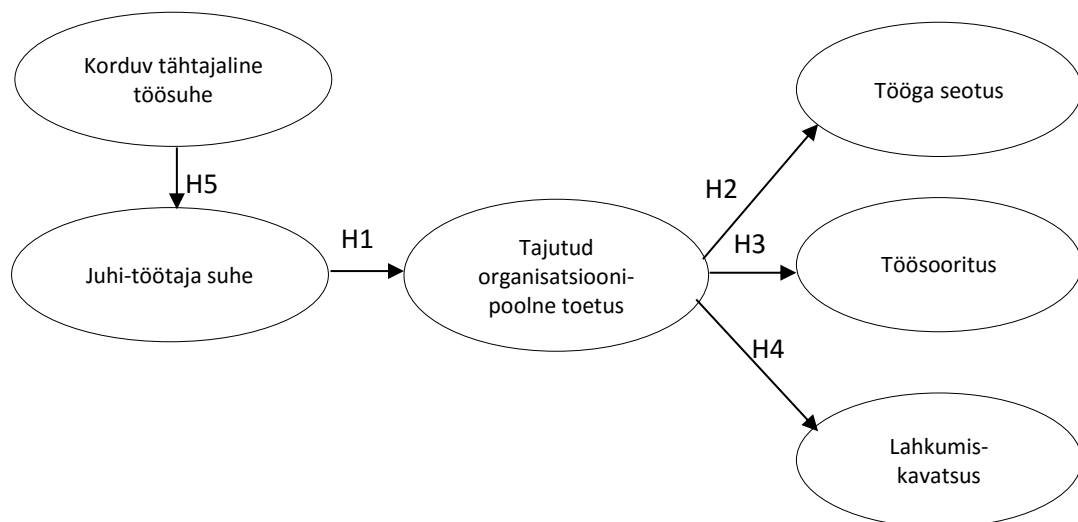 Korduv tähtajaline
töösuhe
H5
Juhi-töötaja suhe
H1
Tajutud
organisatsiooni-
poolne toetus
H2
H3
H4
Tööga seotus
Töösooritus
Lahkumis-
kavatsus